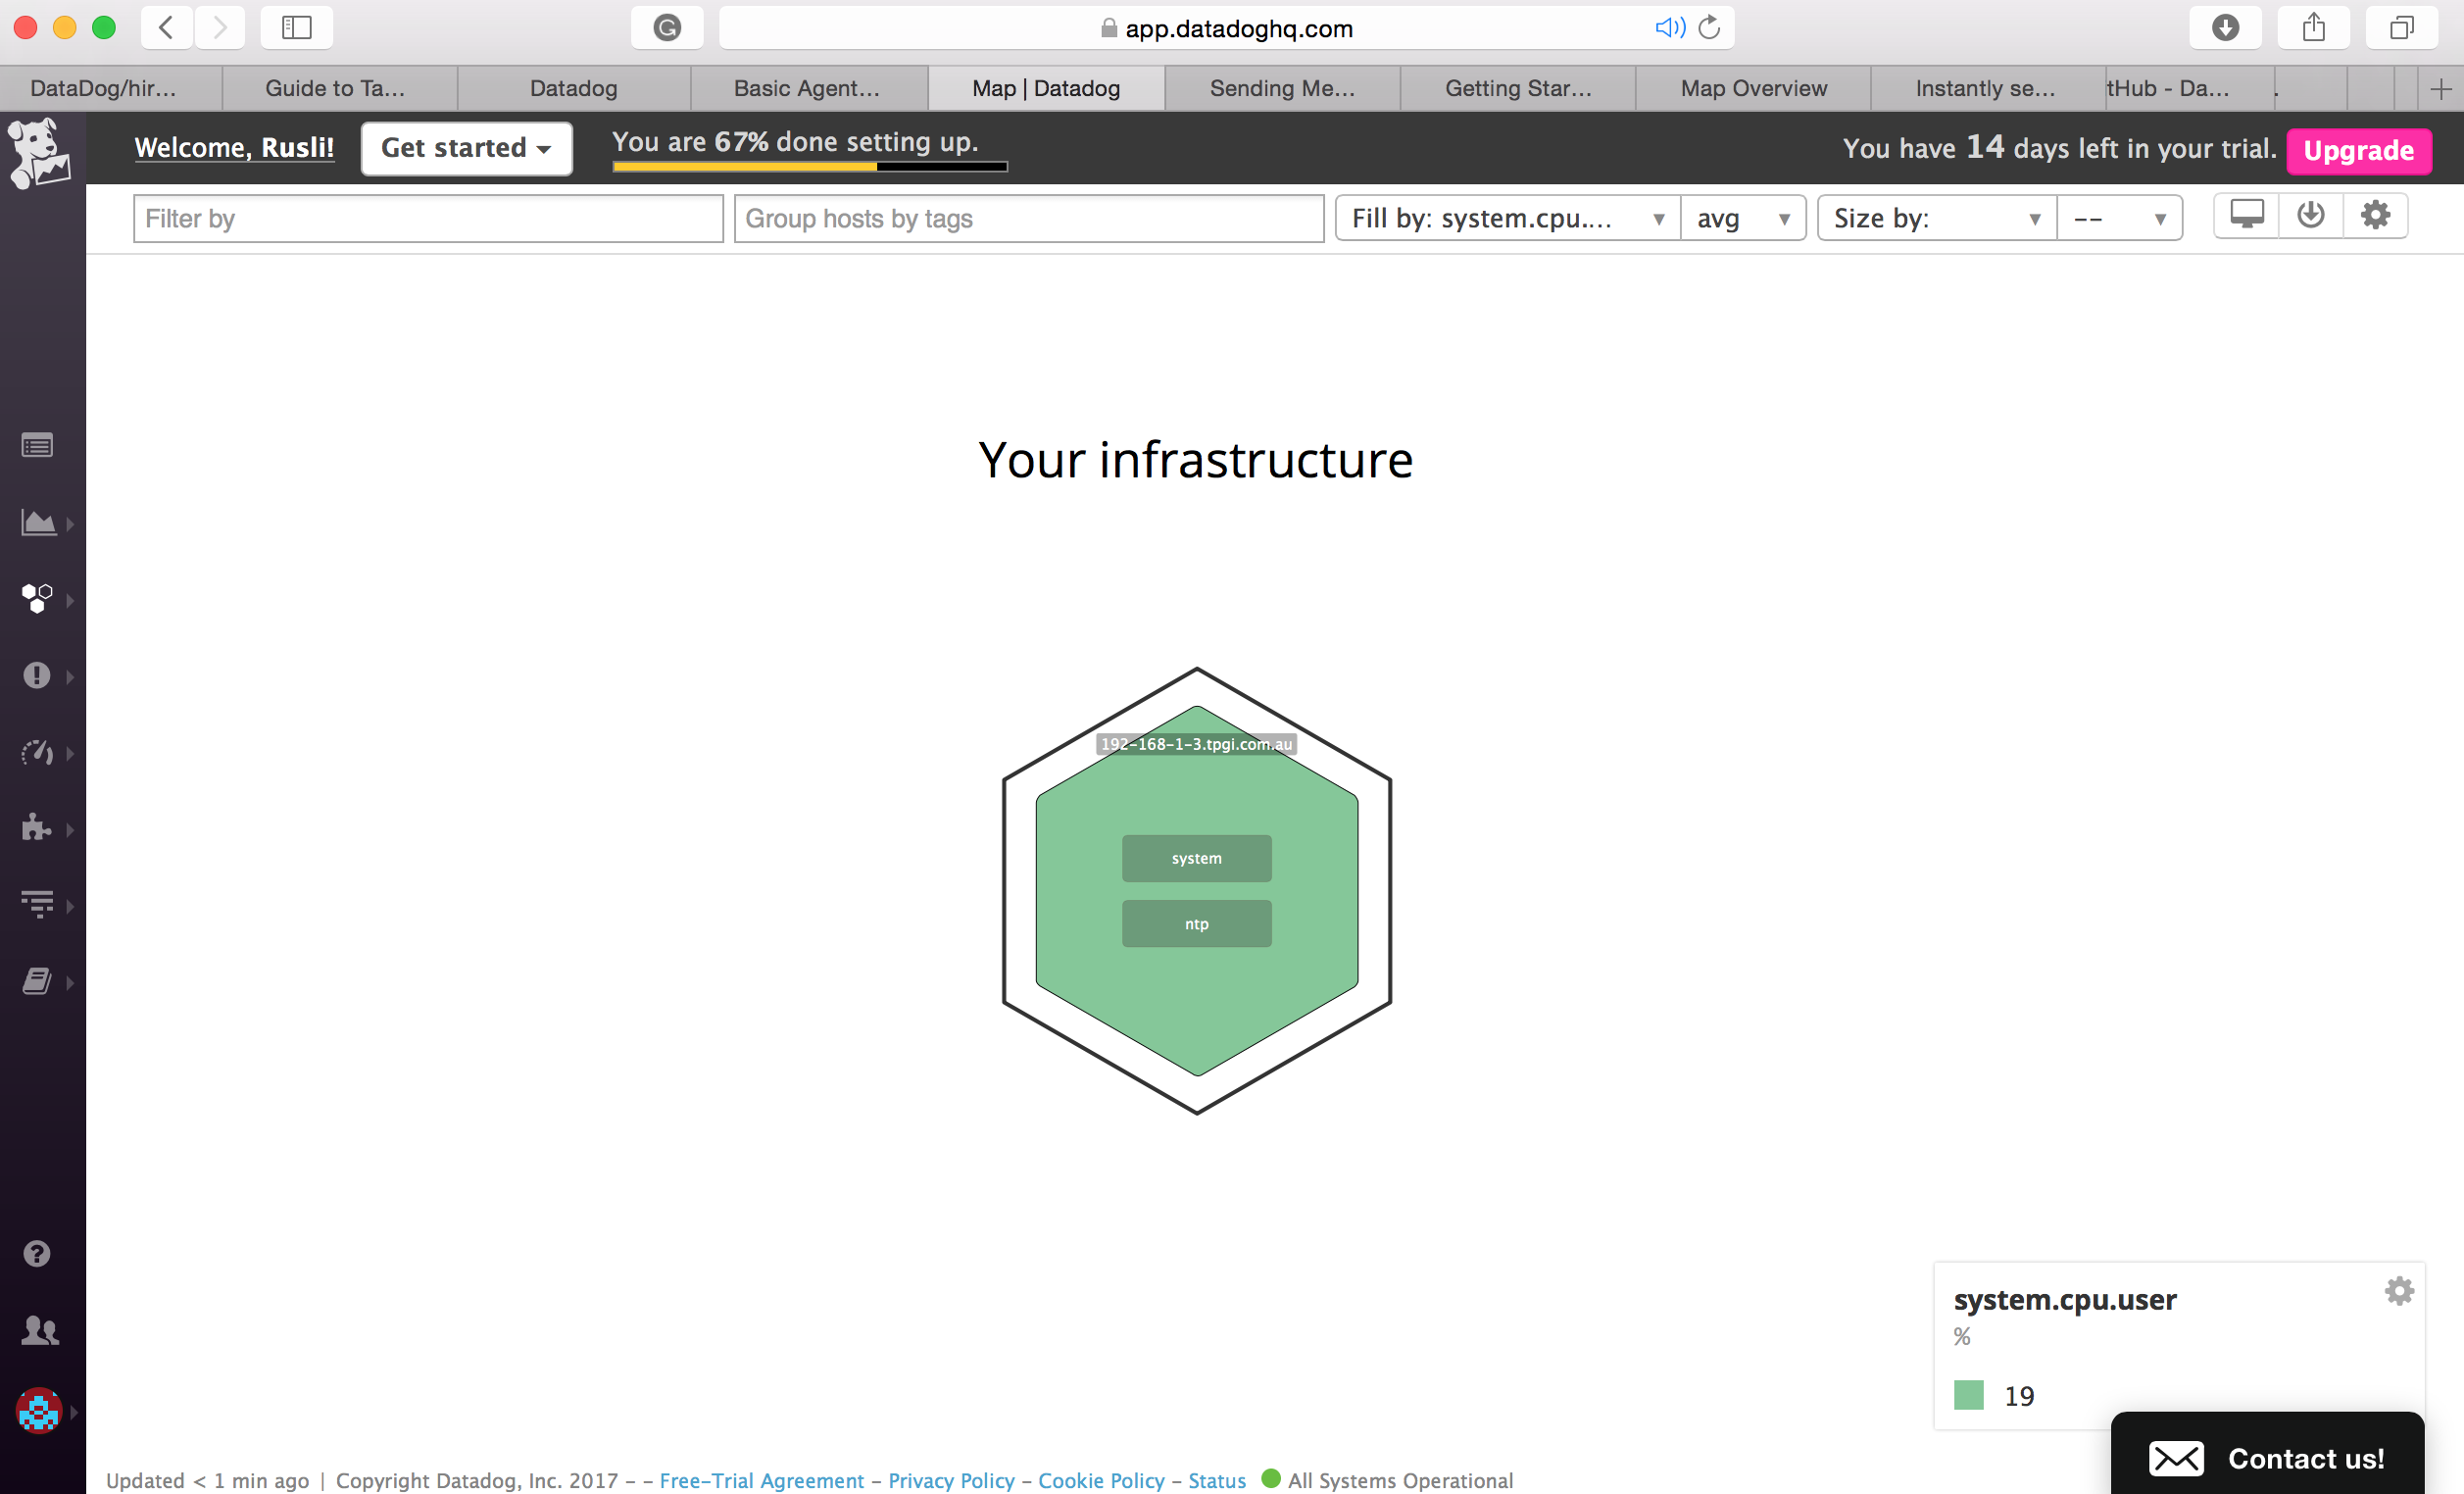 app.datadoghq.com
DataDog/hir...
Guide to Ta...
Datadog
Basic Agent...
Map | Datadog
Sending Me...
Getting Star...
Map Overview
Instantly se...
tHub - Da...
Welcome, Rusli!
Get started
You are 67% done setting up.
You have 14 days left in your trial.
Upgrade
Filter by
Group hosts by tags
Fill by: system.cpu....
avg
Size by:
--
Your infrastructure
192-168-1-3.tpgi.com.au
system
ntp
system.cpu.user
%
19
Contact us!
Updated < 1 min ago | Copyright Datadog, Inc. 2017 - - Free-Trial Agreement - Privacy Policy - Cookie Policy - Status All Systems Operational